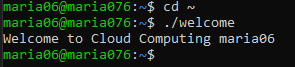 maria06@maria076:~$ cd ~
maria06@maria076:~$ ./welcome
Welcome to Cloud Computing maria06
maria06@maria076:~$